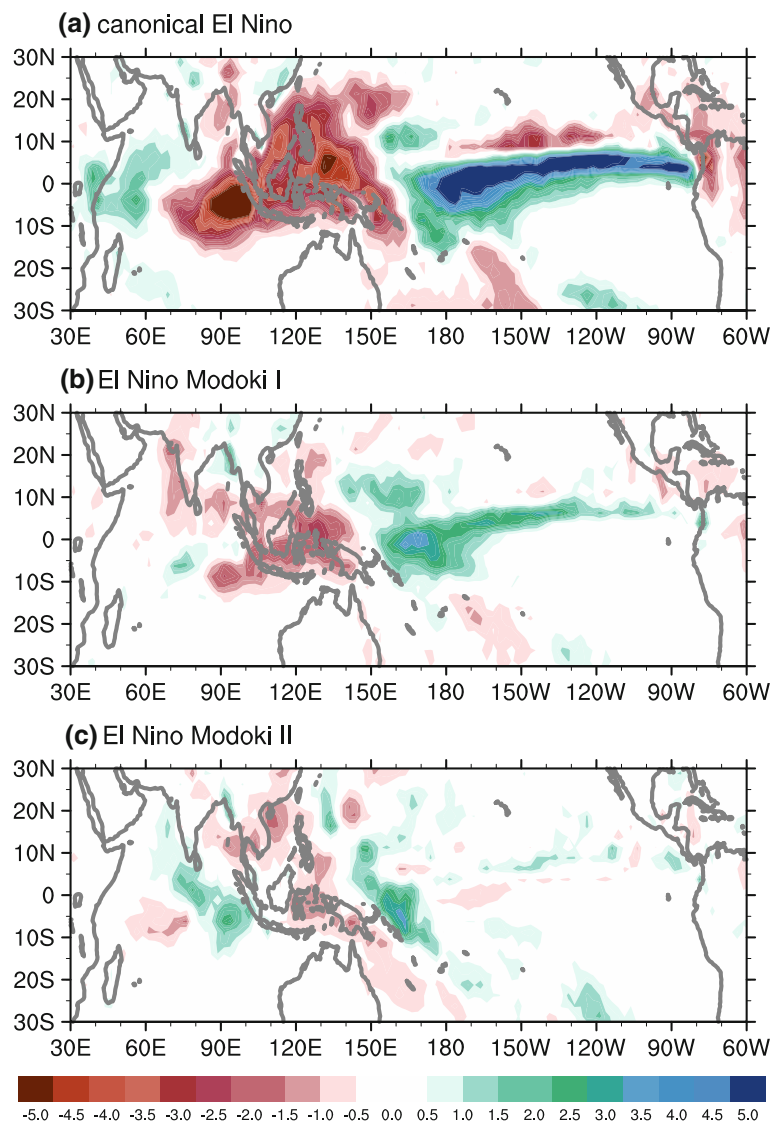 (a) canonical El Nino
30N
20N
10N
0
10S
20S
30S
30E 60E 90E 120E 150E 180 150W 120W 90W 60W
(b) El Nino Modoki I
30N
20N
10N
0
10S
20S
30S
30E 60E 90E 120E 150E 180 150W 120W 90W 60W
(c) El Nino Modoki II
30N
20N
10N
0
10S
20S
30S
30E 60E 90E 120E 150E 180 150W 120W 90W 60W
-5.0 -4.5 -4.0 -3.5 -3.0 -2.5 -2.0 -1.5 -1.0 -0.5 0.0 0.5 1.0 1.5 2.0 2.5 3.0 3.5 4.0 4.5 5.0